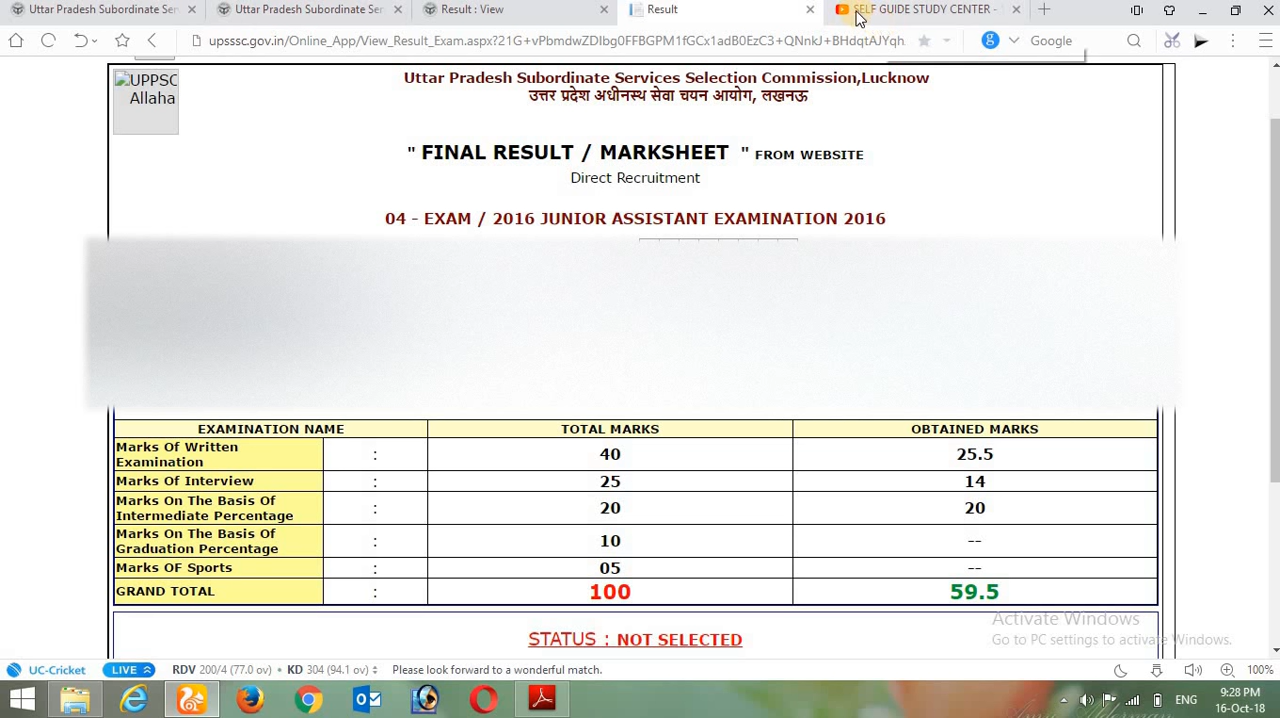 Uttar Pradesh Subordinate Ser
Uttar Pradesh Subordinate Ser
Result : View
Result
SELF GUIDE STUDY CENTER -
upsssc.gov.in/Online_App/View_Result_Exam.aspx?21G+vPbmdwZDIbg0FFBGPM1fGCx1adB0EzC3+QNnkJ+BHdqtAJYqh.
Google
UPPSC
Allaha
Uttar Pradesh Subordinate Services Selection Commission,Lucknow
उत्तर प्रदेश अधीनस्थ सेवा चयन आयोग, लखनऊ
" FINAL RESULT / MARKSHEET " FROM WEBSITE
Direct Recruitment
04 - EXAM / 2016 JUNIOR ASSISTANT EXAMINATION 2016
EXAMINATION NAME TOTAL MARKS OBTAINED MARKS
Marks Of Written
Examination : 40 25.5
Marks Of Interview : 25 14
Marks On The Basis Of
Intermediate Percentage : 20 20
Marks On The Basis Of
Graduation Percentage : 10 --
Marks OF Sports : 05 --
GRAND TOTAL : 100 59.5
Activate Windows
Go to PC settings to activate Windows.
STATUS : NOT SELECTED
UC-Cricket LIVE RDV 200/4 (77.0 ov) • KD 304 (94.1 ov) Please look forward to a wonderful match. 100%
ENG
9:28 PM
16-Oct-18